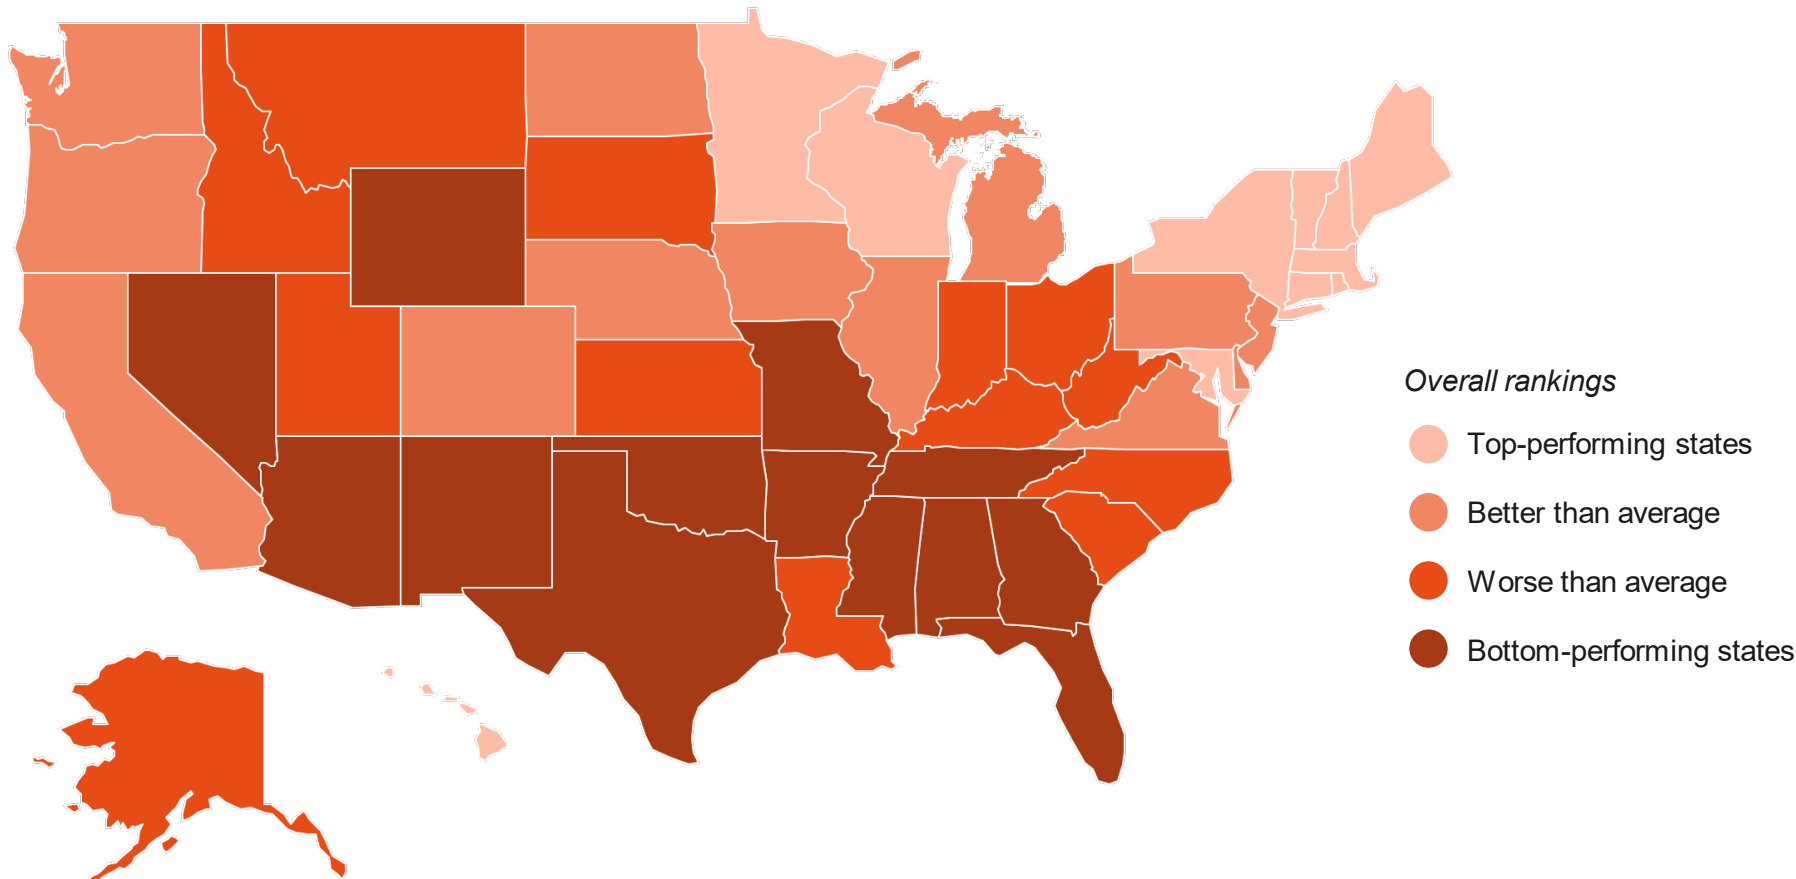 Overall rankings
Top-performing states
Better than average
Worse than average
Bottom-performing states